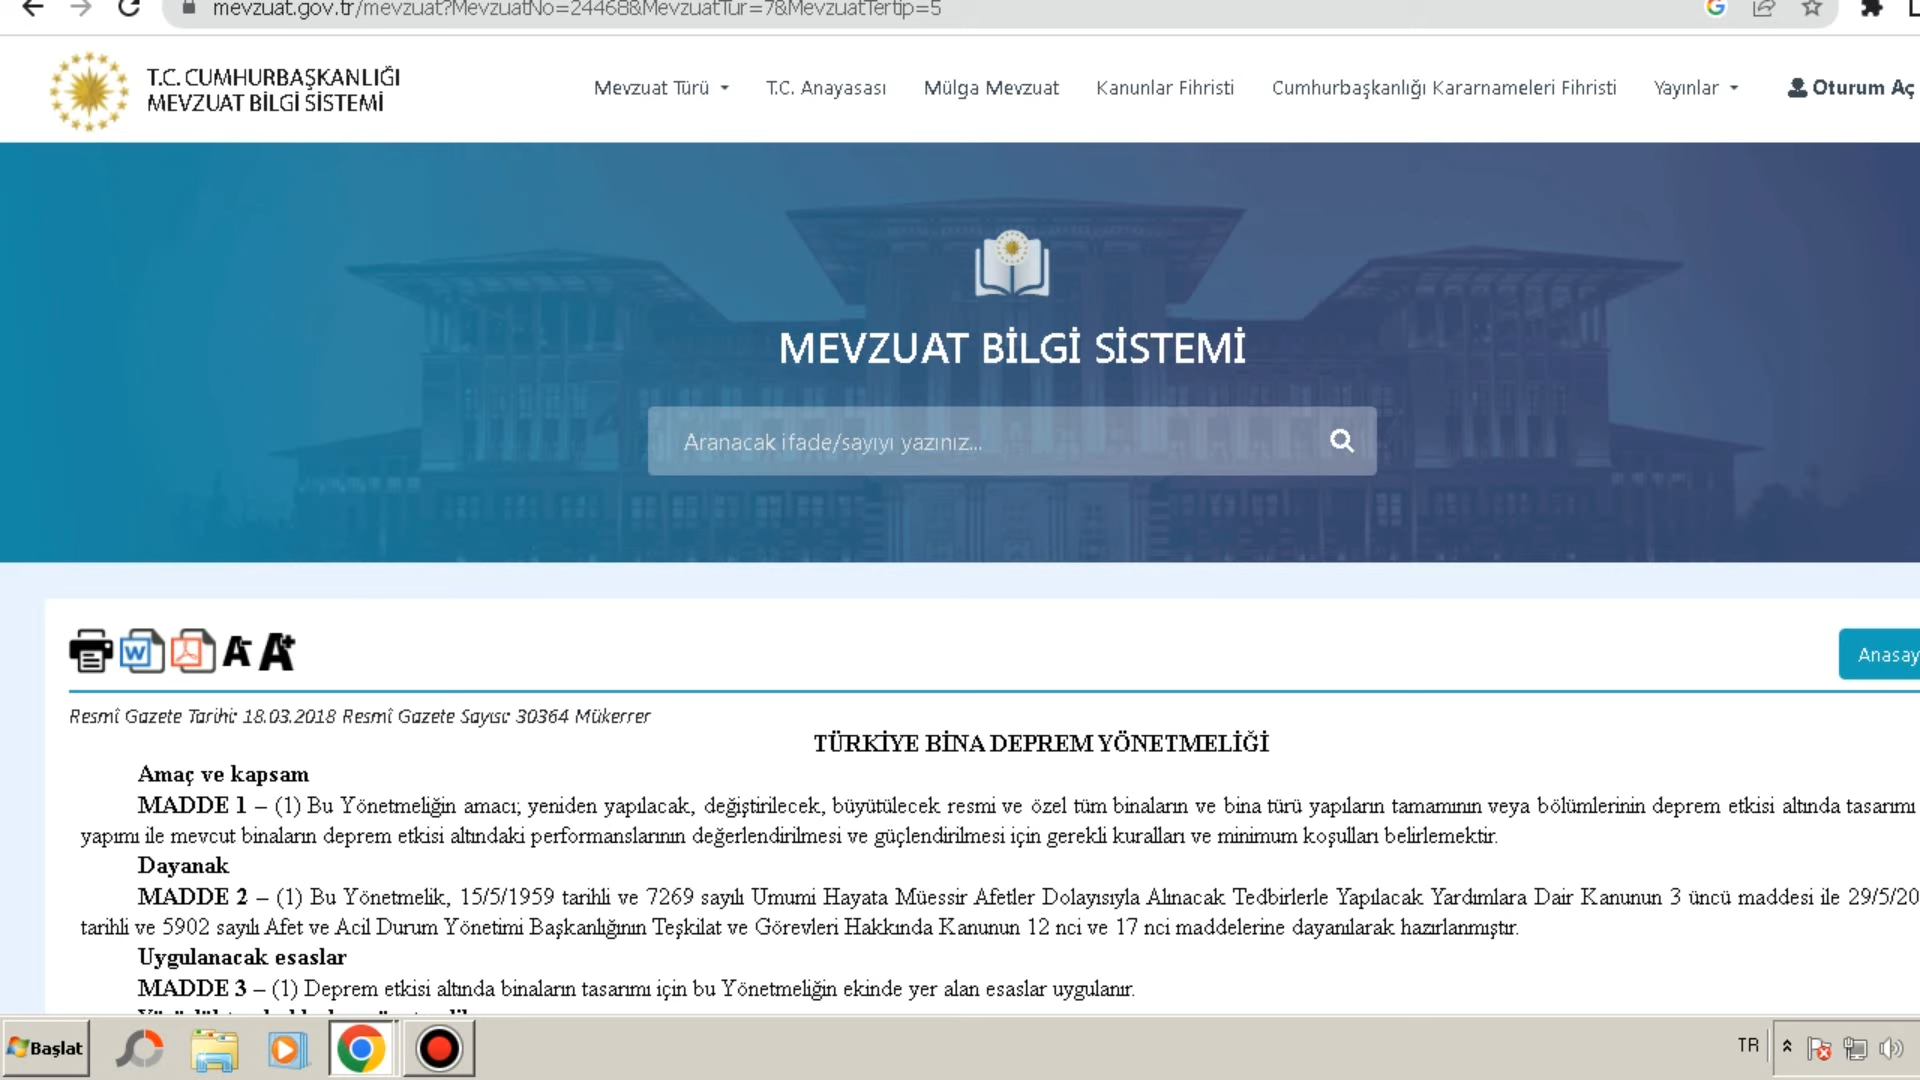 mevzuat.gov.tr/mevzuat?MevzuatNo=24468&MevzuatTur=7&MevzuatTertip=5
T.C. CUMHURBAŞKANLIĞI
MEVZUAT BİLGİ SİSTEMİ
Mevzuat Türü
T.C. Anayasası
Mülga Mevzuat
Kanunlar Fihristi
Cumhurbaşkanlığı Kararnameleri Fihristi
Yayınlar
Oturum Aç
MEVZUAT BİLGİ SİSTEMİ
Aranacak ifade/sayıyı yazınız...
Anasay
Resmî Gazete Tarihi: 18.03.2018 Resmî Gazete Sayısı: 30364 Mükerrer
TÜRKİYE BİNA DEPREM YÖNETMELİĞİ
Amaç ve kapsam
MADDE 1 – (1) Bu Yönetmeliğin amacı; yeniden yapılacak, değiştirilecek, büyütülecek resmi ve özel tüm binaların ve bina türü yapıların tamamının veya bölümlerinin deprem etkisi altında tasarımı
yapımı ile mevcut binaların deprem etkisi altındaki performanslarının değerlendirilmesi ve güçlendirilmesi için gerekli kuralları ve minimum koşulları belirlemektir.
Dayanak
MADDE 2 – (1) Bu Yönetmelik, 15/5/1959 tarihli ve 7269 sayılı Umumi Hayata Müessir Afetler Dolayısıyla Alınacak Tedbirlerle Yapılacak Yardımlara Dair Kanunun 3 üncü maddesi ile 29/5/20
tarihli ve 5902 sayılı Afet ve Acil Durum Yönetimi Başkanlığının Teşkilat ve Görevleri Hakkında Kanunun 12 nci ve 17 nci maddelerine dayanılarak hazırlanmıştır.
Uygulanacak esaslar
MADDE 3 – (1) Deprem etkisi altında binaların tasarımı için bu Yönetmeliğin ekinde yer alan esaslar uygulanır.
Başlat
TR